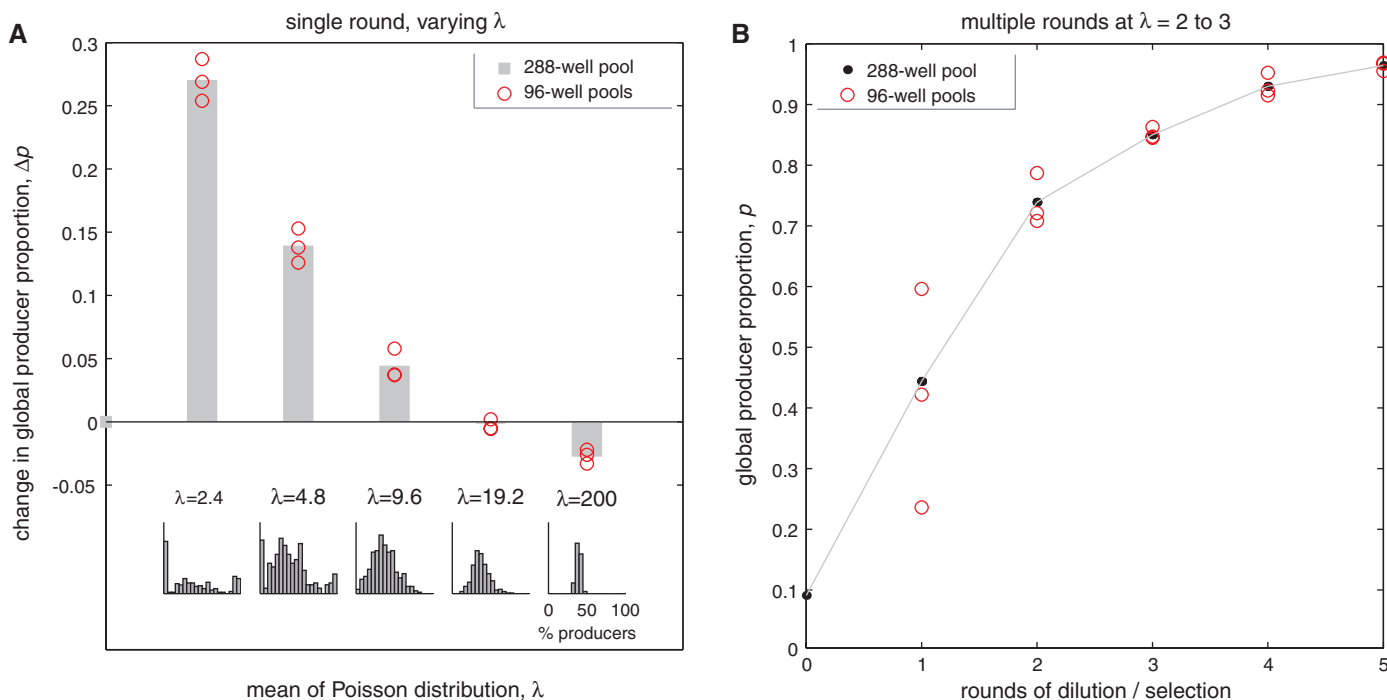 A
single round, varying λ
0.3
0.25
0.2
0.15
0.1
0.05
0
-0.05
change in global producer proportion, Δp
288-well pool
96-well pools
λ=2.4
λ=4.8
λ=9.6
λ=19.2
λ=200
0 50 100
% producers
mean of Poisson distribution, λ
B
multiple rounds at λ = 2 to 3
1
0.9
0.8
0.7
0.6
0.5
0.4
0.3
0.2
0.1
0
global producer proportion, p
288-well pool
96-well pools
0 1 2 3 4 5
rounds of dilution / selection